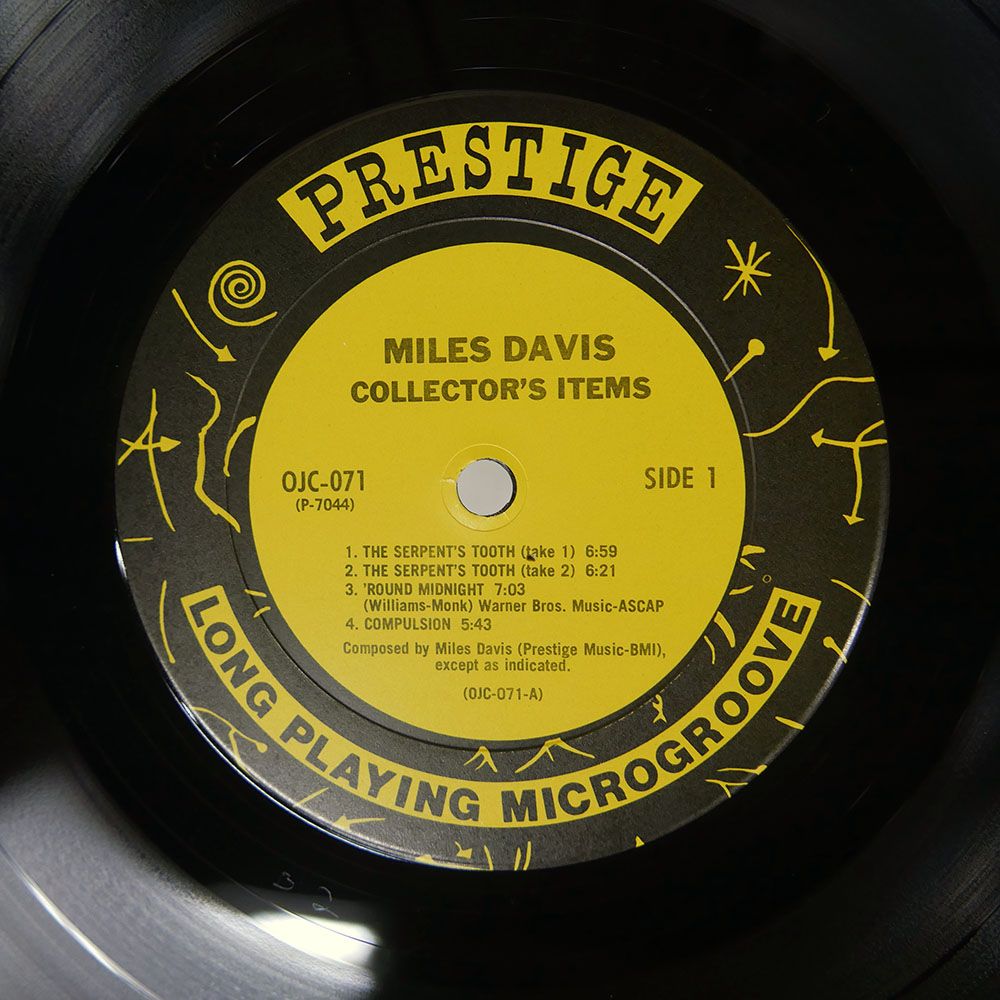 PRESTIGE
MILES DAVIS
COLLECTOR'S ITEMS
OJC-071
(P-7044)
SIDE 1
1. THE SERPENT'S TOOTH (take 1) 6:59
2. THE SERPENT'S TOOTH (take 2) 6:21
3. 'ROUND MIDNIGHT 7:03
(Williams-Monk) Warner Bros. Music-ASCAP
4. COMPULSION 5:43
Composed by Miles Davis (Prestige Music-BMI),
except as indicated.
(OJC-071-A)
LONG PLAYING MICROGROOVE